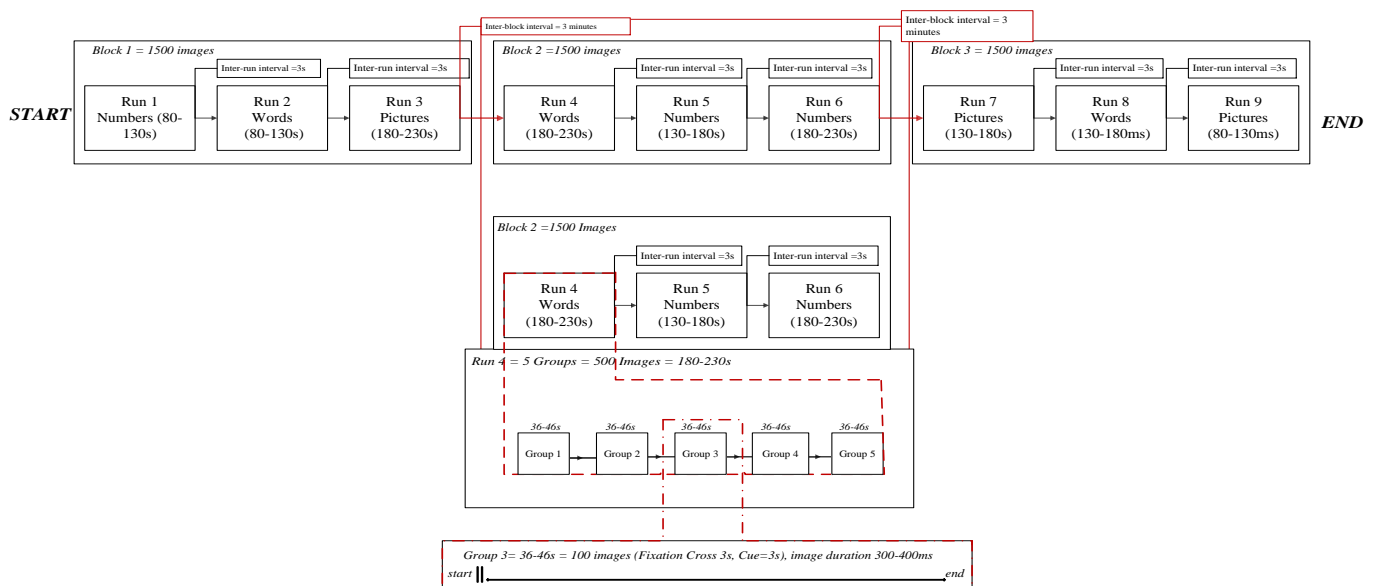 Inter-block interval = 3 minutes
Inter-block interval = 3
minutes
Block 1 = 1500 images
Inter-run interval =3s
Inter-run interval =3s
START
Run 1
Numbers (80-
130s)
Run 2
Words
(80-130s)
Run 3
Pictures
(180-230s)
Block 2 =1500 images
Inter-run interval =3s
Inter-run interval =3s
Run 4
Words
(180-230s)
Run 5
Numbers
(130-180s)
Run 6
Numbers
(180-230s)
Block 3 = 1500 images
Inter-run interval =3s
Inter-run interval =3s
Run 7
Pictures
(130-180s)
Run 8
Words
(130-180ms)
Run 9
Pictures
(80-130ms)
END
Block 2 =1500 Images
Inter-run interval =3s
Inter-run interval =3s
Run 4
Words
(180-230s)
Run 5
Numbers
(130-180s)
Run 6
Numbers
(180-230s)
Run 4 = 5 Groups = 500 Images = 180-230s
36-46s
36-46s
36-46s
36-46s
36-46s
Group 1
Group 2
Group 3
Group 4
Group 5
Group 3= 36-46s = 100 images (Fixation Cross 3s, Cue=3s), image duration 300-400ms
start
end